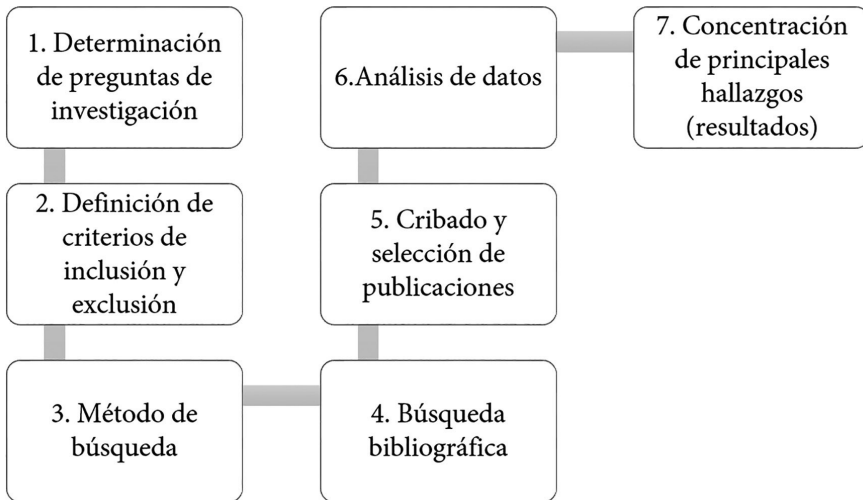 1. Determinación
de preguntas de
investigación
2. Definición de
criterios de
inclusión y
exclusión
3. Método de
búsqueda
4. Búsqueda
bibliográfica
5. Cribado y
selección de
publicaciones
6.Análisis de datos
7. Concentración
de principales
hallazgos
(resultados)